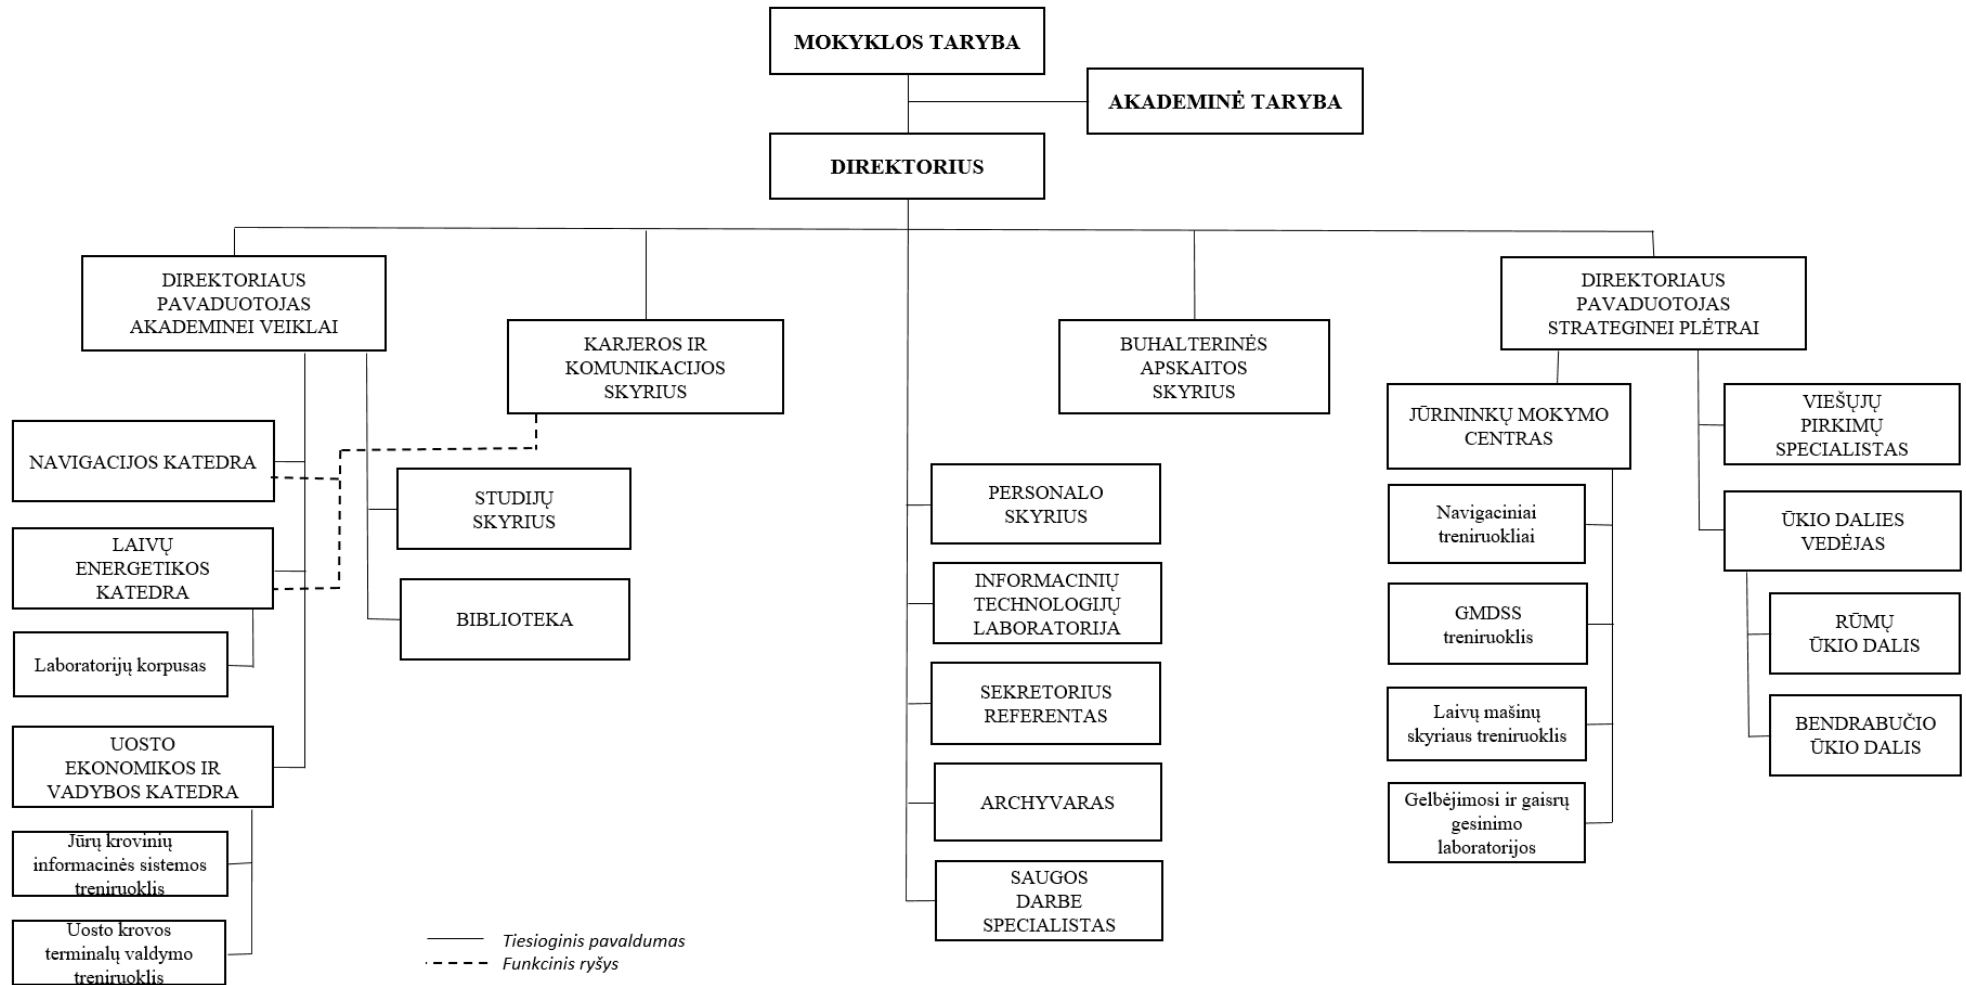 MOKYKLOS TARYBA
AKADEMINĖ TARYBA
DIREKTORIUS
DIREKTORIAUS
PAVADUOTOJAS
AKADEMINEI VEIKLAI
KARJEROS IR
KOMUNIKACIJOS
SKYRIUS
BUHALTERINĖS
APSKAITOS
SKYRIUS
DIREKTORIAUS
PAVADUOTOJAS
STRATEGINEI PLĖTRAI
NAVIGACIJOS KATEDRA
LAIVŲ
ENERGETIKOS
KATEDRA
Laboratorijų korpusas
UOSTO
EKONOMIKOS IR
VADYBOS KATEDRA
Jūrų krovinių
informacinės sistemos
treniruoklis
Uosto krovos
terminalų valdymo
treniruoklis
STUDIJŲ
SKYRIUS
BIBLIOTEKA
PERSONALO
SKYRIUS
INFORMACINIŲ
TECHNOLOGIJŲ
LABORATORIJA
SEKRETORIUS
REFERENTAS
ARCHYVARAS
SAUGOS
DARBE
SPECIALISTAS
JŪRININKŲ MOKYMO
CENTRAS
Navigaciniai
treniruokliai
GMDSS
treniruoklis
Laivų mašinų
skyriaus treniruoklis
Gelbėjimosi ir gaisrų
gesinimo
laboratorijos
VIEŠŲJŲ
PIRKIMŲ
SPECIALISTAS
ŪKIO DALIES
VEDĖJAS
RŪMŲ
ŪKIO DALIS
BENDRABUČIO
ŪKIO DALIS
Tiesioginis pavaldumas
Funkcinis ryšys